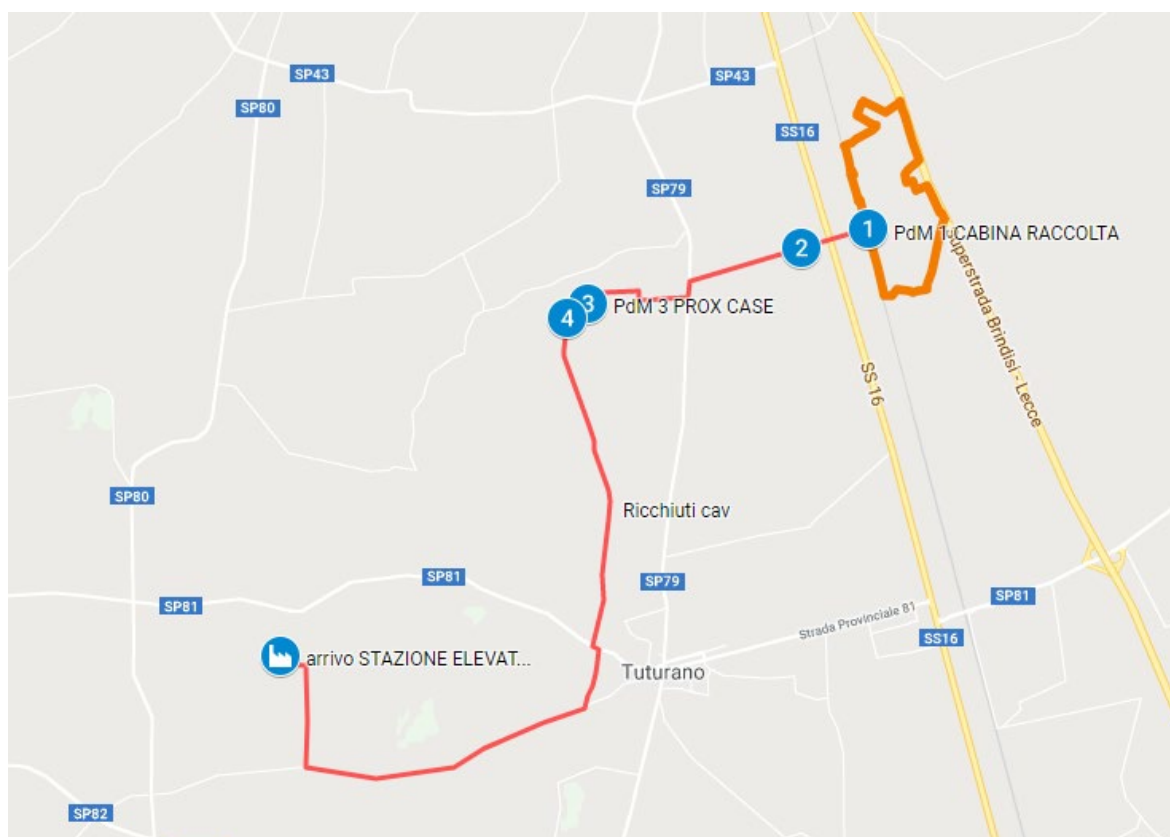 SP43
SP80
SP43
SS16
SP79
1
PdM 1 CABINA RACCOLTA
2
3
PdM 3 PROX CASE
4
Superstrada Brindisi - Lecce
SS 16
SP80
Ricchiuti cav
SP81
SP79
SP81
SP81
Strada Provinciale 81
SS16
arrivo STAZIONE ELEVAT...
Tuturano
SP82